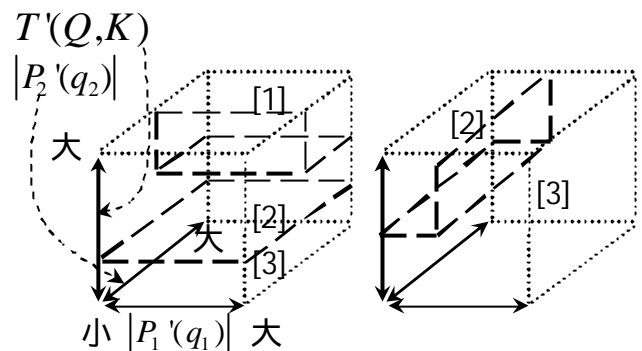 T'(Q,K)
|P₂'(q₂)|
[1]
大
[2]
大
[3]
小 |P₁'(q₁)| 大
[2]
[3]